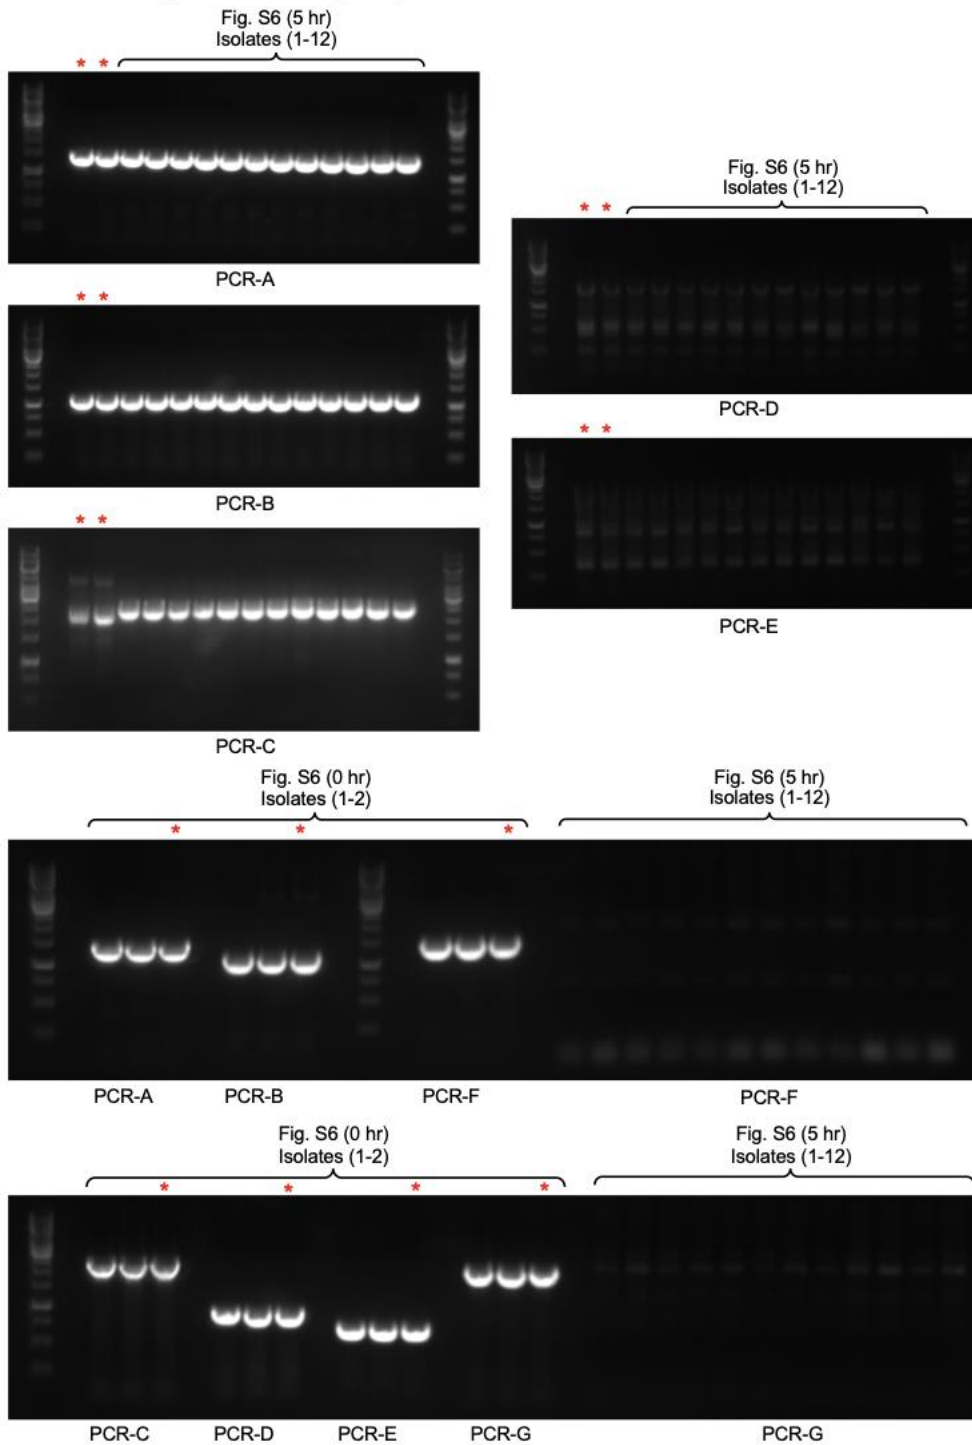 Fig. S6 (5 hr)
Isolates (1-12)
* *
PCR-A
* *
PCR-B
* *
PCR-C
Fig. S6 (5 hr)
Isolates (1-12)
* *
PCR-D
* *
PCR-E
Fig. S6 (0 hr)
Isolates (1-2)
* * *
Fig. S6 (5 hr)
Isolates (1-12)
PCR-A PCR-B PCR-F PCR-F
Fig. S6 (0 hr)
Isolates (1-2)
* * * *
Fig. S6 (5 hr)
Isolates (1-12)
PCR-C PCR-D PCR-E PCR-G PCR-G